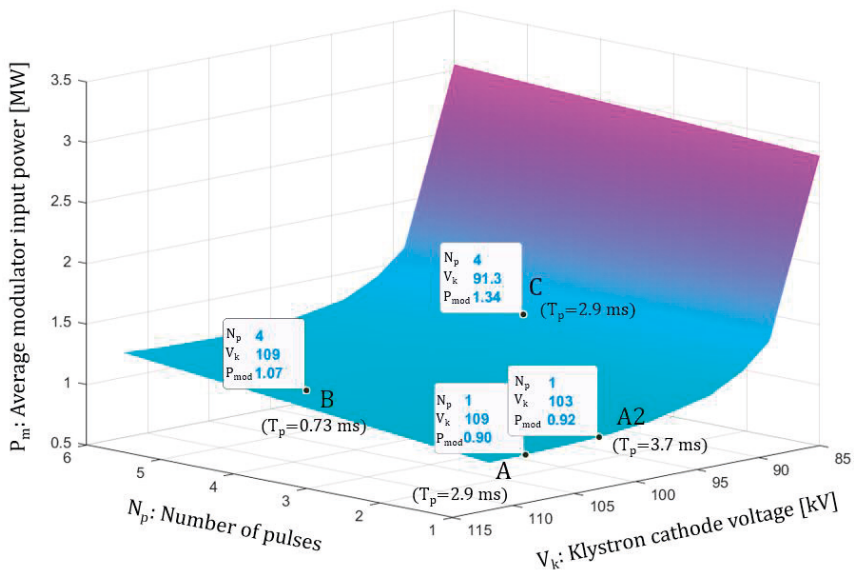 3.5
3
2.5
2
1.5
1
0.5
P_m: Average modulator input power [MW]
N_p 4
V_k 91.3
P_mod 1.34
C
(T_p=2.9 ms)
N_p 4
V_k 109
P_mod 1.07
B
(T_p=0.73 ms)
N_p 1
V_k 109
P_mod 0.90
A
(T_p=2.9 ms)
N_p 1
V_k 103
P_mod 0.92
A2
(T_p=3.7 ms)
6
5
4
3
2
1
N_p: Number of pulses
115
110
105
100
95
90
85
V_k: Klystron cathode voltage [kV]